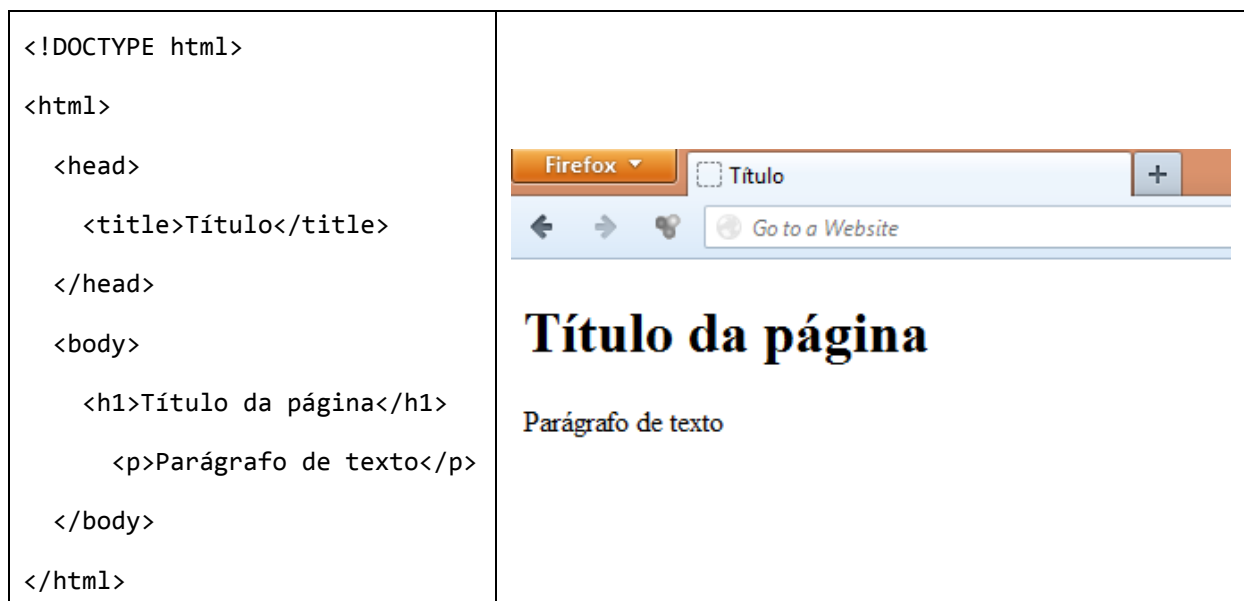 <!DOCTYPE html>
<html>
<head>
<title>Título</title>
</head>
<body>
<h1>Título da página</h1>
<p>Parágrafo de texto</p>
</body>
</html>
Firefox
Título
+
Go to a Website
Título da página
Parágrafo de texto